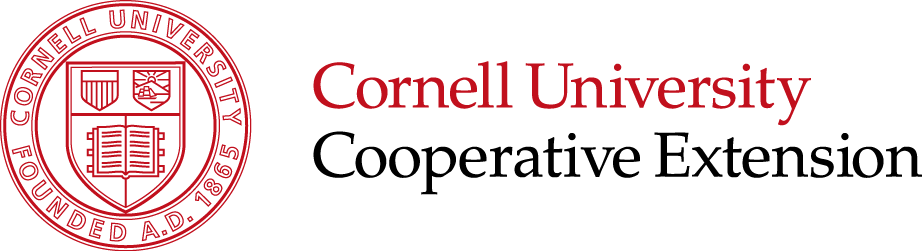 CORNELL UNIVERSITY
FOUNDED A.D. 1865
Cornell University
Cooperative Extension